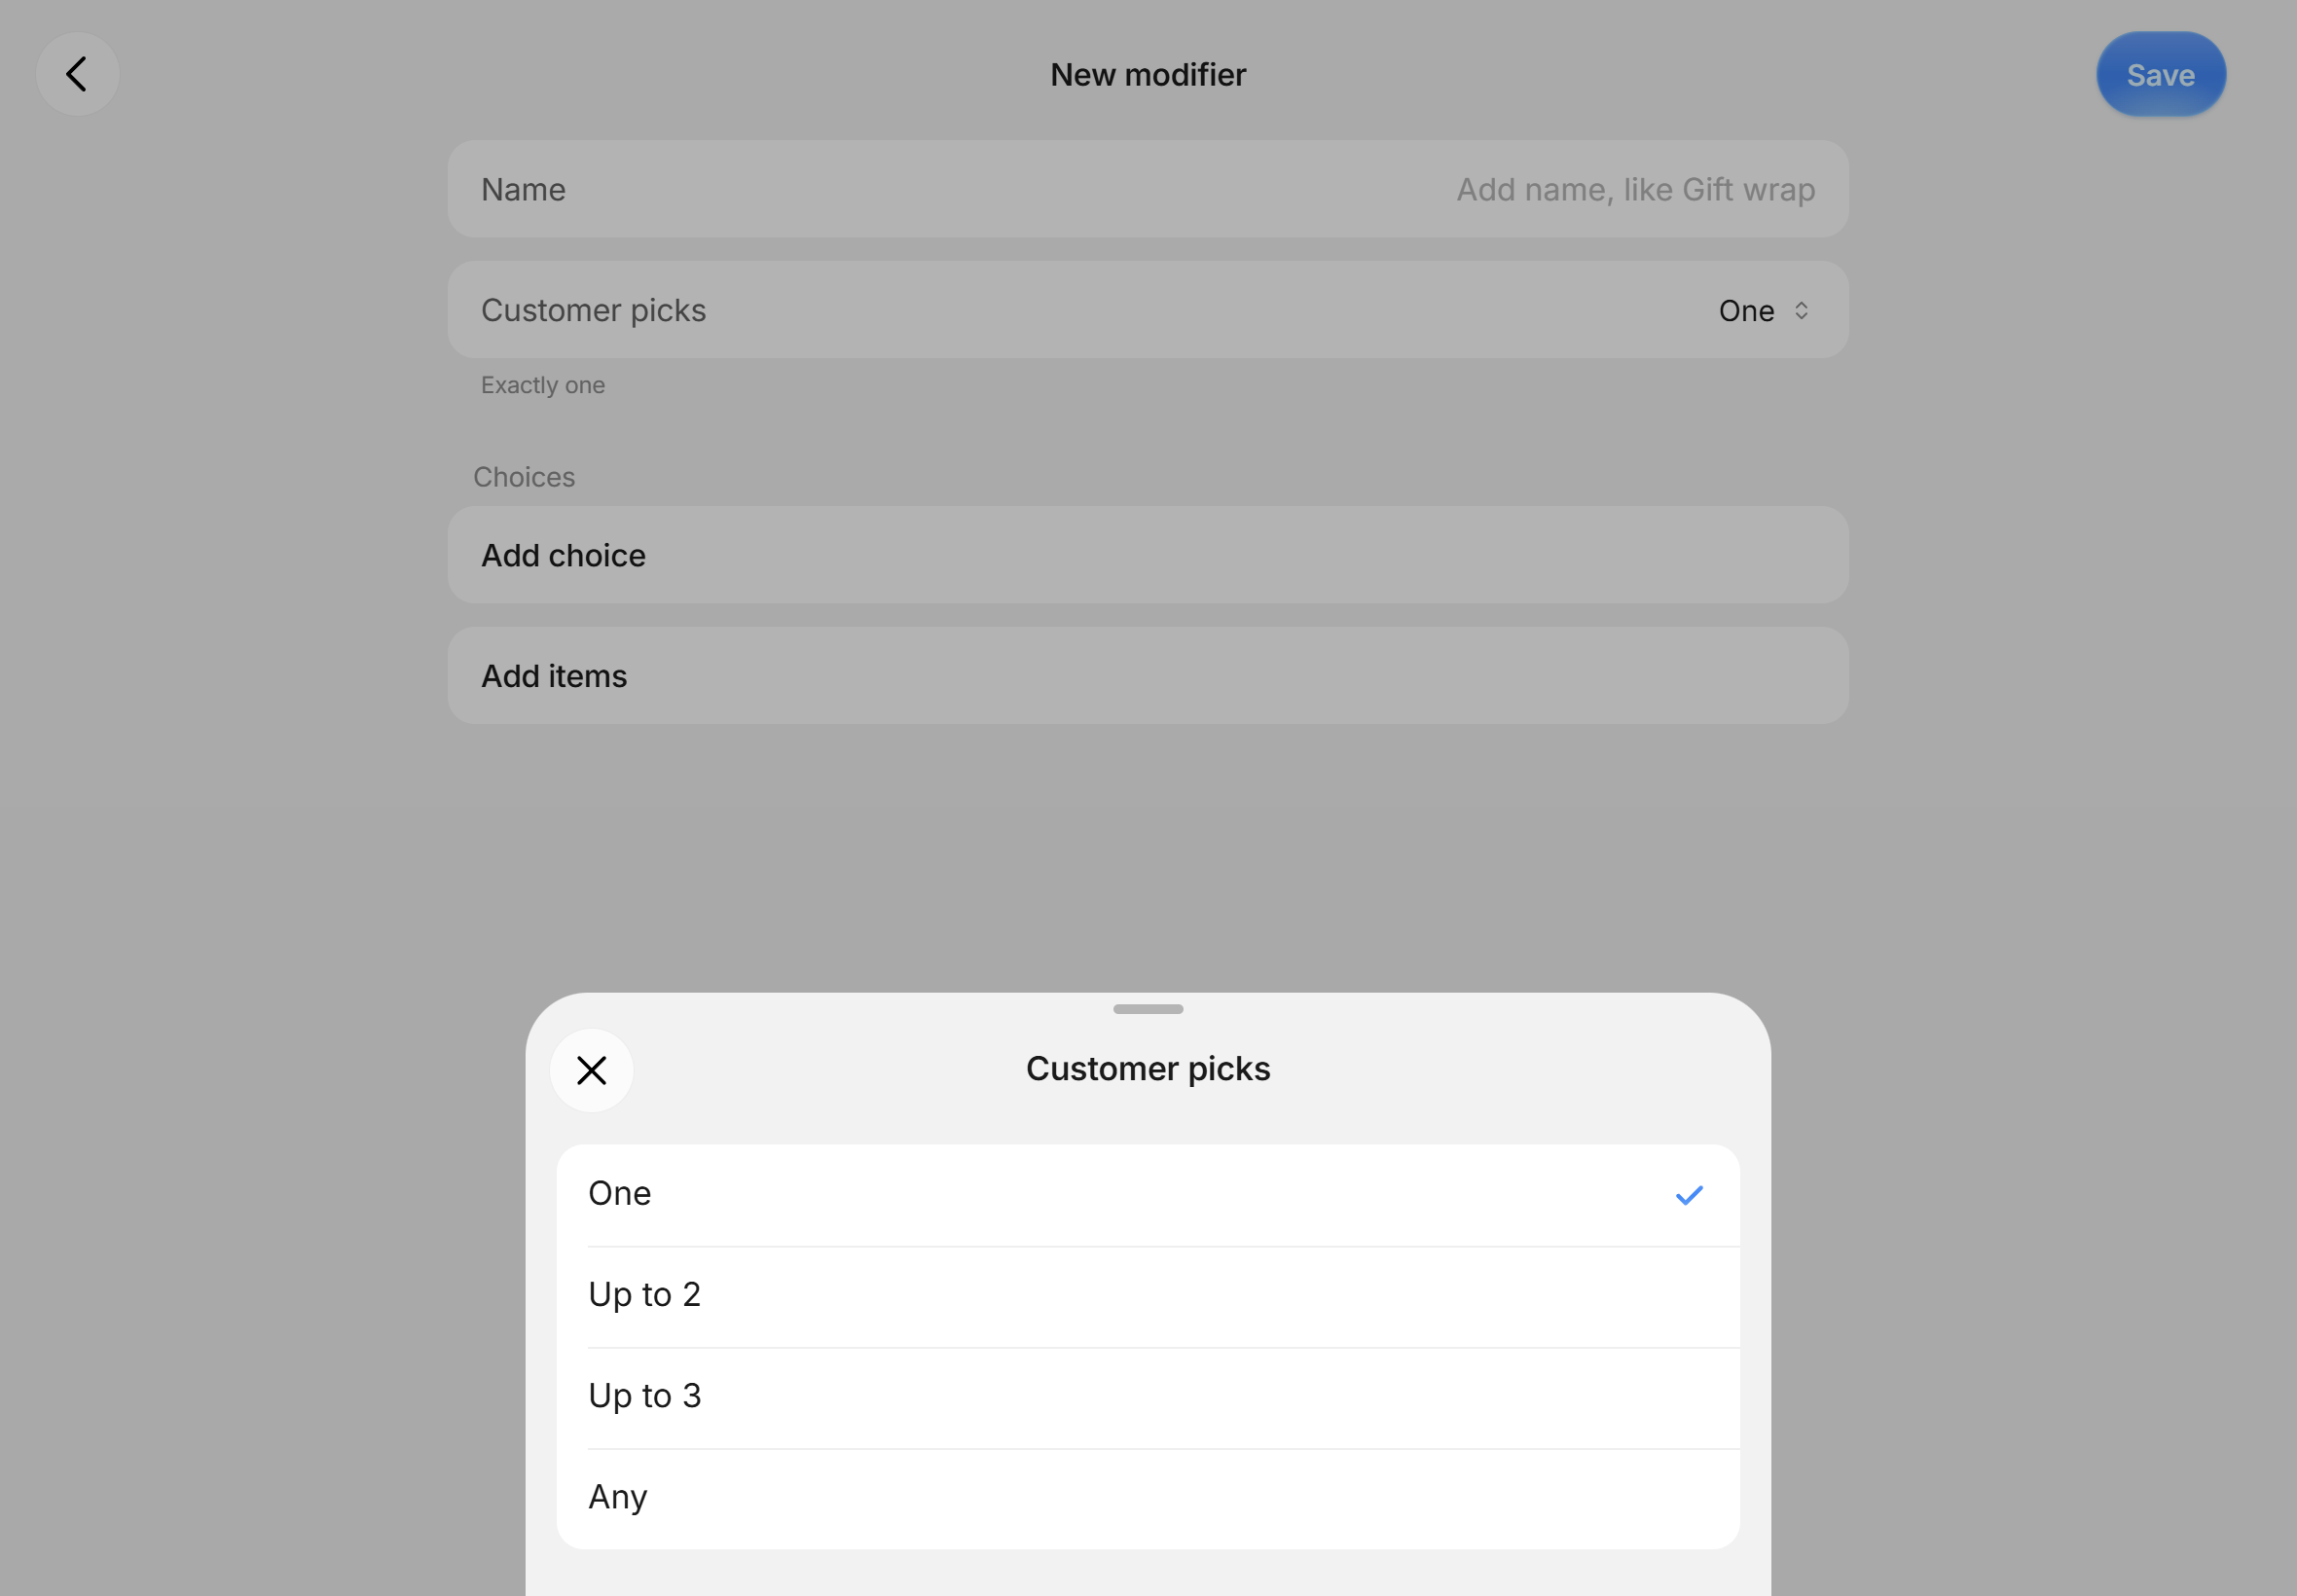 New modifier
Save
Name
Add name, like Gift wrap
Customer picks
One
Exactly one
Choices
Add choice
Add items
Customer picks
One
Up to 2
Up to 3
Any